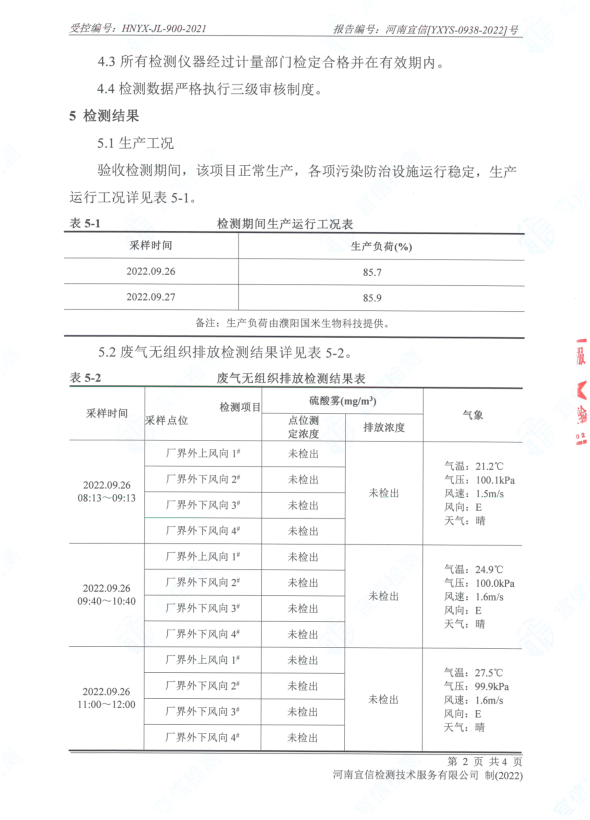 受控编号：HNYX-JL-900-2021 报告编号：河南宜信[YXYS-0938-2022]号
4.3 所有检测仪器经过计量部门检定合格并在有效期内。
4.4 检测数据严格执行三级审核制度。
5 检测结果
5.1 生产工况
验收检测期间，该项目正常生产，各项污染防治设施运行稳定，生产
运行工况详见表 5-1。
表 5-1 检测期间生产运行工况表
采样时间 生产负荷(%)
2022.09.26 85.7
2022.09.27 85.9
备注：生产负荷由濮阳国米生物科技提供。
5.2 废气无组织排放检测结果详见表 5-2。
表 5-2 废气无组织排放检测结果表
采样时间 检测项目 采样点位 硫酸雾(mg/m³) 气象
点位测
定浓度 排放浓度
2022.09.26
08:13～09:13
厂界外上风向 1# 未检出
厂界外下风向 2# 未检出
厂界外下风向 3# 未检出
厂界外下风向 4# 未检出
未检出
气温：21.2℃
气压：100.1kPa
风速：1.5m/s
风向：E
天气：晴
2022.09.26
09:40～10:40
厂界外上风向 1# 未检出
厂界外下风向 2# 未检出
厂界外下风向 3# 未检出
厂界外下风向 4# 未检出
未检出
气温：24.9℃
气压：100.0kPa
风速：1.6m/s
风向：E
天气：晴
2022.09.26
11:00～12:00
厂界外上风向 1# 未检出
厂界外下风向 2# 未检出
厂界外下风向 3# 未检出
厂界外下风向 4# 未检出
未检出
气温：27.5℃
气压：99.9kPa
风速：1.6m/s
风向：E
天气：晴
第 2 页 共 4 页
河南宜信检测技术服务有限公司 制(2022)